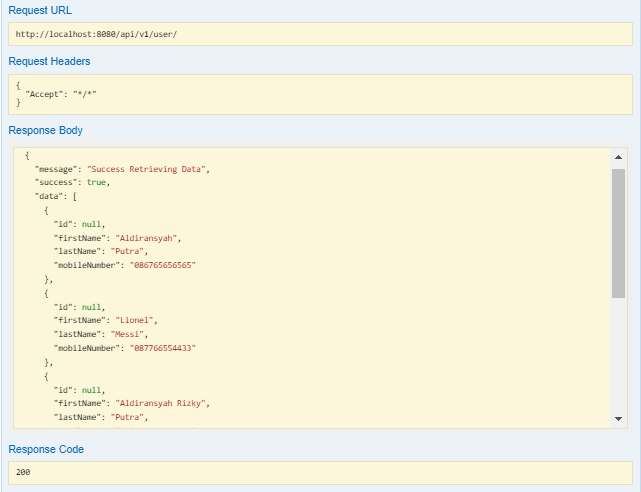 Request URL
http://localhost:8080/api/v1/user/
Request Headers
{
"Accept": "*/*"
}
Response Body
{
"message": "Success Retrieving Data",
"success": true,
"data": [
{
"id": null,
"firstName": "Aldiransyah",
"lastName": "Putra",
"mobileNumber": "086765656565"
},
{
"id": null,
"firstName": "Lionel",
"lastName": "Messi",
"mobileNumber": "087766554433"
},
{
"id": null,
"firstName": "Aldiransyah Rizky",
"lastName": "Putra",
Response Code
200